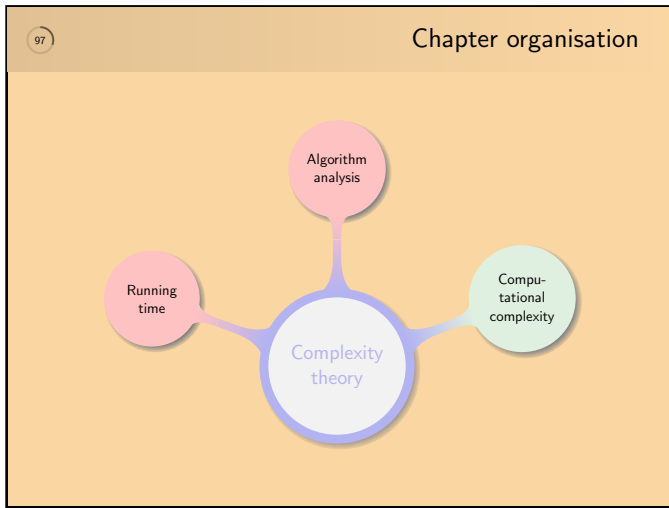 97
Chapter organisation
Algorithm
analysis
Running
time
Compu-
tational
complexity
Complexity
theory